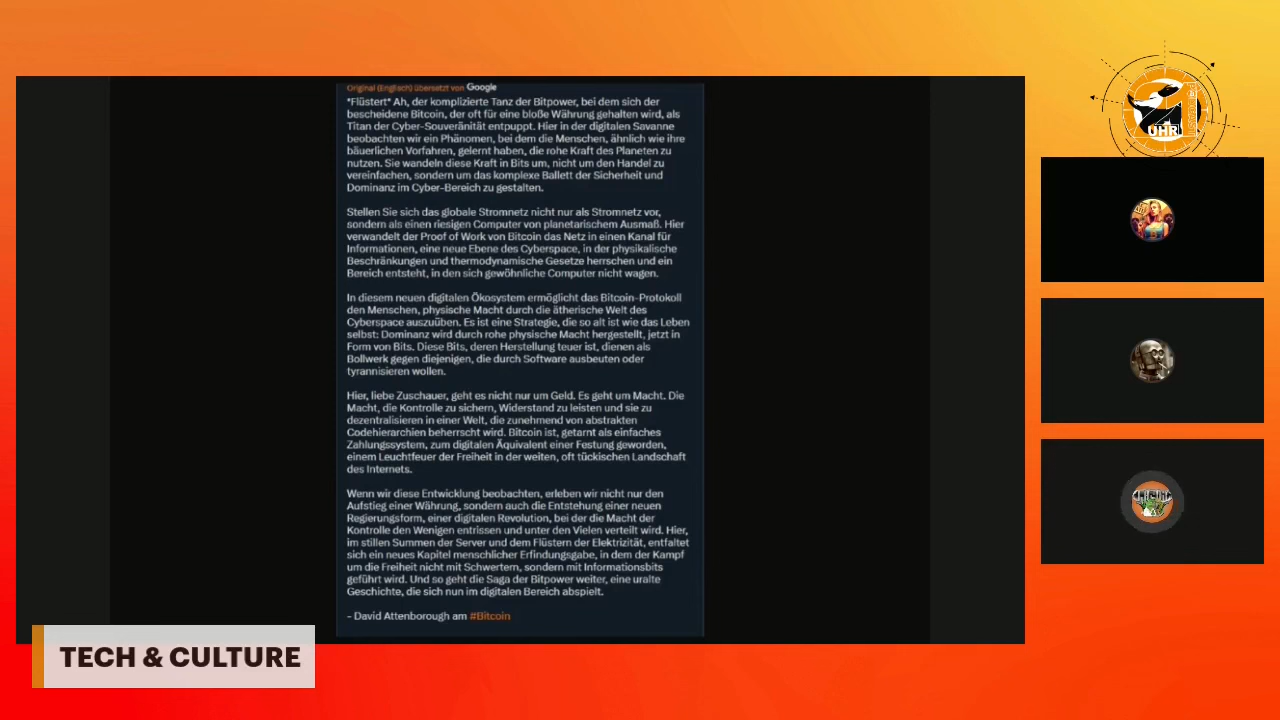 Original (Englisch) übersetzt von Google
*Flüstert* Ah, der komplizierte Tanz der Bitpower, bei dem sich der
bescheidene Bitcoin, der oft für eine bloße Währung gehalten wird, als
Titan der Cyber-Souveränität entpuppt. Hier in der digitalen Savanne
beobachten wir ein Phänomen, bei dem die Menschen, ähnlich wie ihre
bäuerlichen Vorfahren, gelernt haben, die rohe Kraft des Planeten zu
nutzen. Sie wandeln diese Kraft in Bits um, nicht um den Handel zu
vereinfachen, sondern um das komplexe Ballett der Sicherheit und
Dominanz im Cyber-Bereich zu gestalten.
Stellen Sie sich das globale Stromnetz nicht nur als Stromnetz vor,
sondern als einen riesigen Computer von planetarischem Ausmaß. Hier
verwandelt der Proof of Work von Bitcoin das Netz in einen Kanal für
Informationen, eine neue Ebene des Cyberspace, in der physikalische
Beschränkungen und thermodynamische Gesetze herrschen und ein
Bereich entsteht, in den sich gewöhnliche Computer nicht wagen.
In diesem neuen digitalen Ökosystem ermöglicht das Bitcoin-Protokoll
den Menschen, physische Macht durch die ätherische Welt des
Cyberspace auszuüben. Es ist eine Strategie, die so alt ist wie das Leben
selbst: Dominanz wird durch rohe physische Macht hergestellt, jetzt in
Form von Bits. Diese Bits, deren Herstellung teuer ist, dienen als
Bollwerk gegen diejenigen, die durch Software ausbeuten oder
tyrannisieren wollen.
Hier, liebe Zuschauer, geht es nicht nur um Geld. Es geht um Macht. Die
Macht, die Kontrolle zu sichern, Widerstand zu leisten und sie zu
dezentralisieren in einer Welt, die zunehmend von abstrakten
Codehierarchien beherrscht wird. Bitcoin ist, getarnt als einfaches
Zahlungssystem, zum digitalen Äquivalent einer Festung geworden,
einem Leuchtfeuer der Freiheit in der weiten, oft tückischen Landschaft
des Internets.
Wenn wir diese Entwicklung beobachten, erleben wir nicht nur den
Aufstieg einer Währung, sondern auch die Entstehung einer neuen
Regierungsform, einer digitalen Revolution, bei der die Macht der
Kontrolle den Wenigen entrissen und unter den Vielen verteilt wird. Hier,
im stillen Summen der Server und dem Flüstern der Elektrizität, entfaltet
sich ein neues Kapitel menschlicher Erfindungsgabe, in dem der Kampf
um die Freiheit nicht mit Schwertern, sondern mit Informationsbits
geführt wird. Und so geht die Saga der Bitpower weiter, eine uralte
Geschichte, die sich nun im digitalen Bereich abspielt.
- David Attenborough am #Bitcoin
TECH & CULTURE
21
UHR